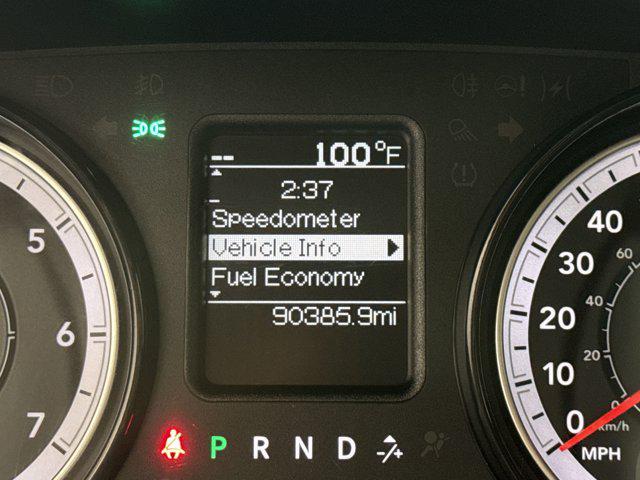 -- 100°F
2:37
Speedometer
Vehicle Info
Fuel Economy
90385.9mi
5
6
7
40
30
20
10
0
MPH
60
40
20
0
km/h
P R N D -/+